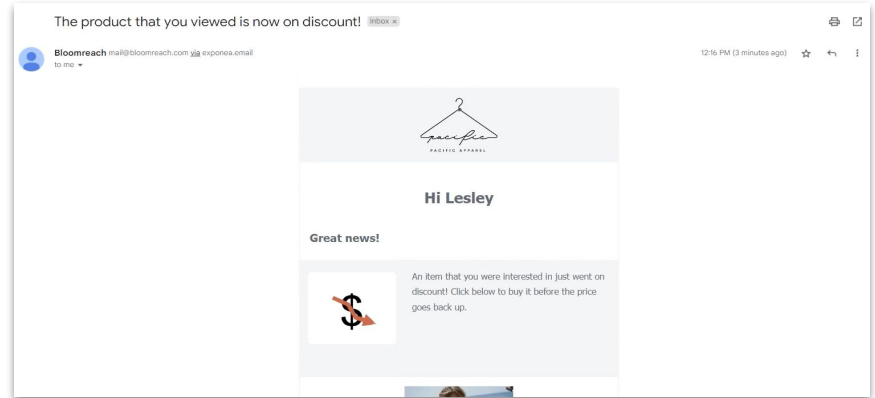 The product that you viewed is now on discount! Inbox x
Bloomreach mail@bloomreach.com via exponea.email
12:16 PM (3 minutes ago)
to me
pacific
PACIFIC APPAREL
Hi Lesley
Great news!
An item that you were interested in just went on
discount! Click below to buy it before the price
goes back up.
$